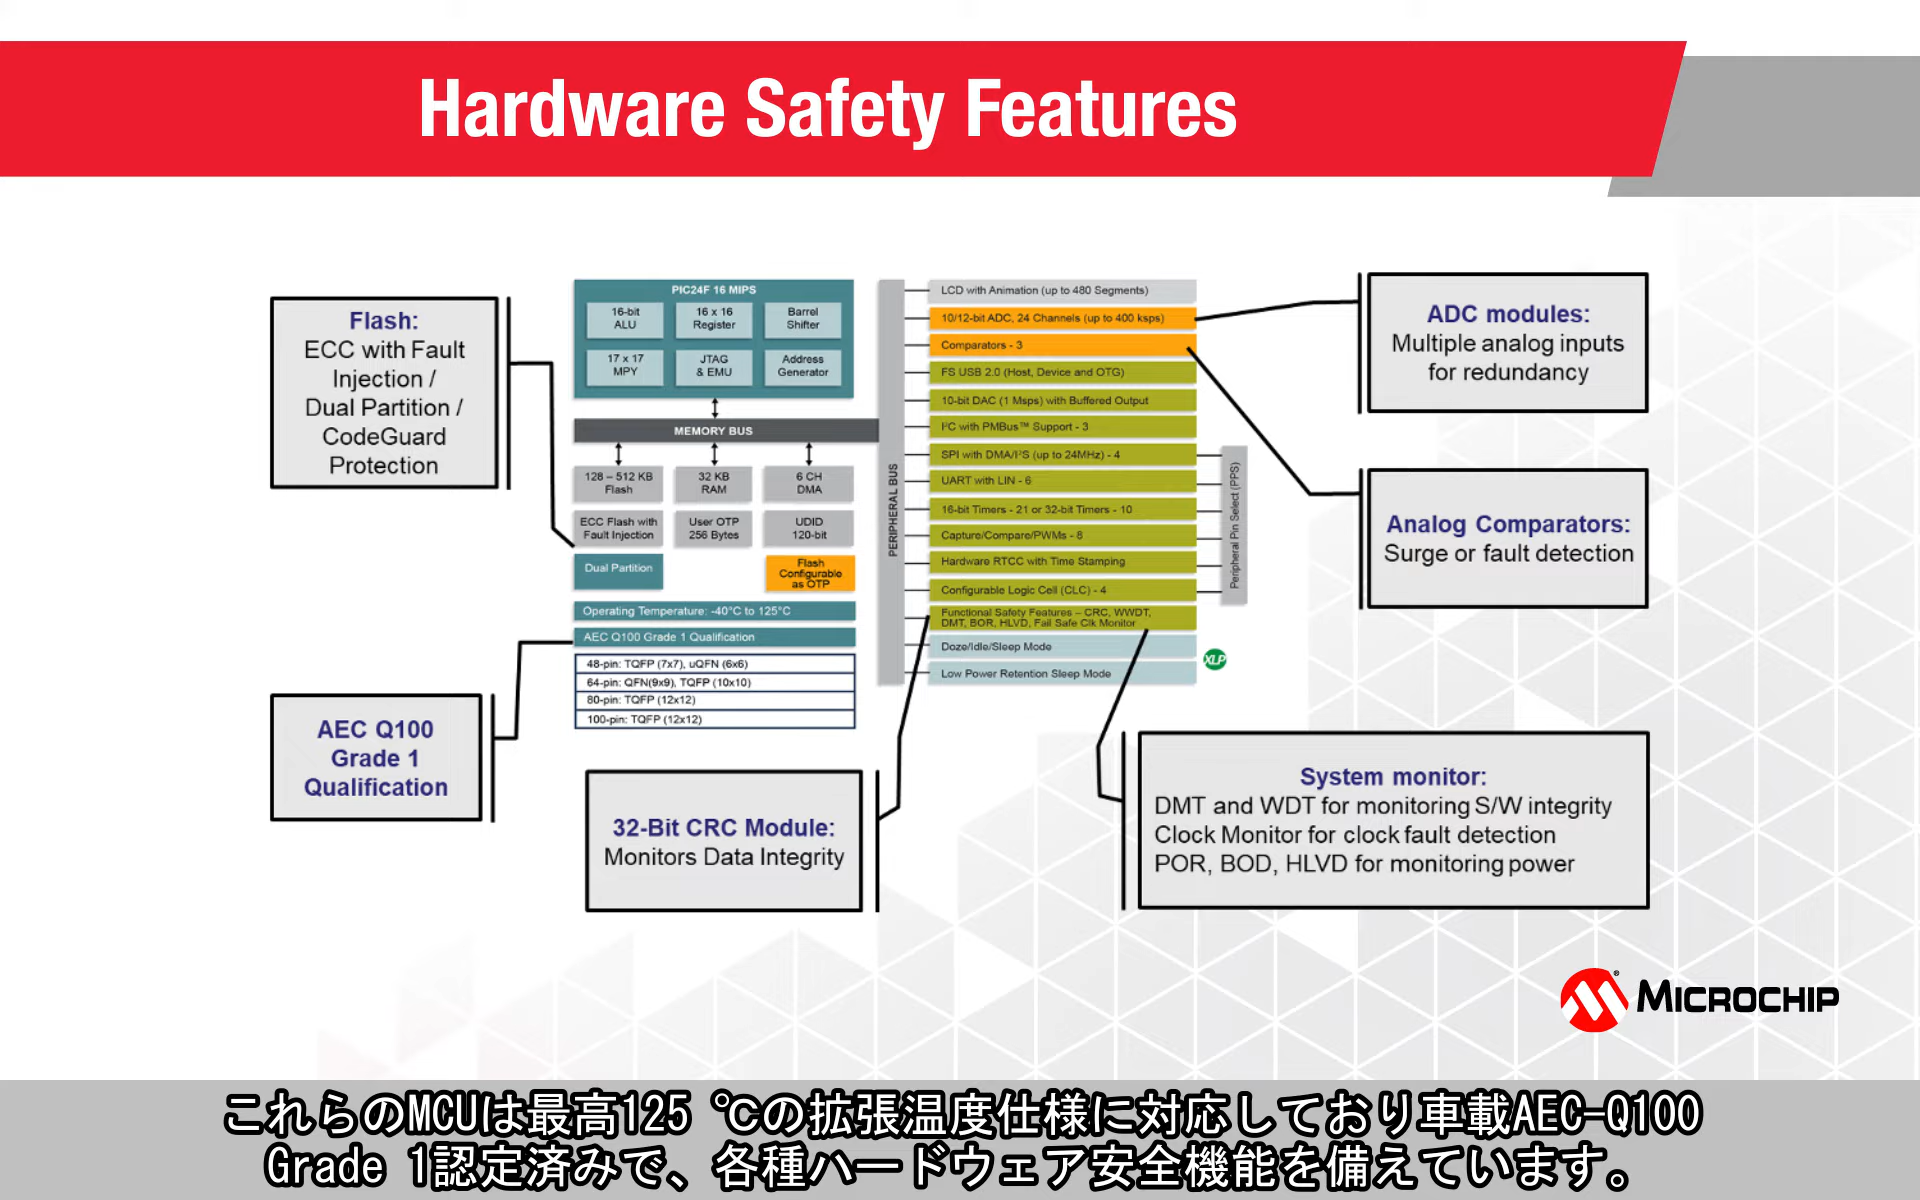 Hardware Safety Features
Flash:
ECC with Fault
Injection /
Dual Partition /
CodeGuard
Protection
AEC Q100
Grade 1
Qualification
PIC24F 16 MIPS
16-bit
ALU
16 x 16
Register
Barrel
Shifter
17 x 17
MPY
JTAG
& EMU
Address
Generator
MEMORY BUS
128 – 512 KB
Flash
32 KB
RAM
6 CH
DMA
ECC Flash with
Fault Injection
User OTP
256 Bytes
UDID
120-bit
Dual Partition
Flash
Configurable
as OTP
Operating Temperature: -40°C to 125°C
AEC Q100 Grade 1 Qualification
48-pin: TQFP (7x7), uQFN (6x6)
64-pin: QFN(9x9), TQFP (10x10)
80-pin: TQFP (12x12)
100-pin: TQFP (12x12)
PERIPHERAL BUS
LCD with Animation (up to 480 Segments)
10/12-bit ADC, 24 Channels (up to 400 ksps)
Comparators - 3
FS USB 2.0 (Host, Device and OTG)
10-bit DAC (1 Msps) with Buffered Output
I²C with PMBus™ Support - 3
SPI with DMA/I²S (up to 24MHz) - 4
UART with LIN - 6
16-bit Timers - 21 or 32-bit Timers - 10
Capture/Compare/PWMs - 8
Hardware RTCC with Time Stamping
Configurable Logic Cell (CLC) - 4
Functional Safety Features – CRC, WWDT,
DMT, BOR, HLVD, Fail Safe Clk Monitor
Doze/Idle/Sleep Mode
Low Power Retention Sleep Mode
Peripheral Pin Select (PPS)
XLP
ADC modules:
Multiple analog inputs
for redundancy
Analog Comparators:
Surge or fault detection
32-Bit CRC Module:
Monitors Data Integrity
System monitor:
DMT and WDT for monitoring S/W integrity
Clock Monitor for clock fault detection
POR, BOD, HLVD for monitoring power
MICROCHIP
これらのMCUは最高125 ℃の拡張温度仕様に対応しており車載AEC-Q100
Grade 1認定済みで、各種ハードウェア安全機能を備えています。